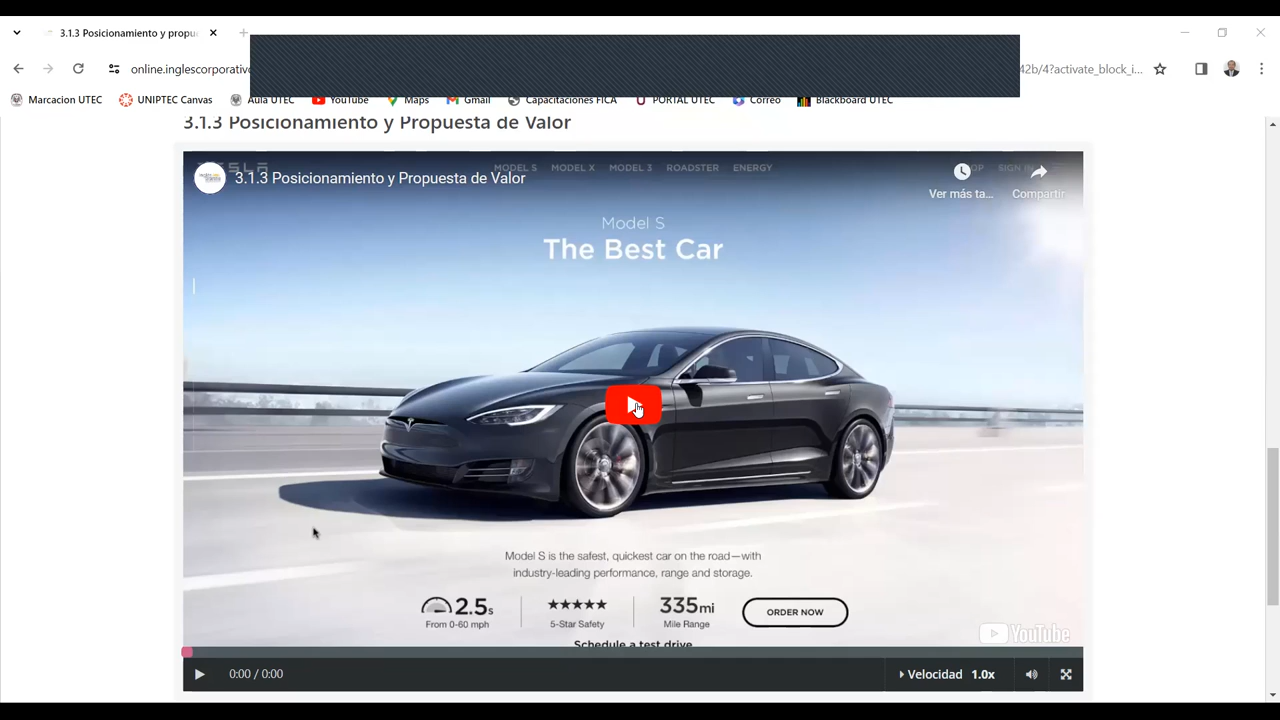 3.1.3 Posicionamiento y propu
online.inglescorporativo
42b/4?activate_block_i...
Marcacion UTEC
UNIPTEC Canvas
Aula UTEC
YouTube
Maps
Gmail
Capacitaciones FICA
PORTAL UTEC
Correo
Blackboard UTEC
3.1.3 Posicionamiento y Propuesta de Valor
MODEL S MODEL X MODEL 3 ROADSTER ENERGY
3.1.3 Posicionamiento y Propuesta de Valor
Ver más ta...
Compartir
Model S
The Best Car
Model S is the safest, quickest car on the road—with
industry-leading performance, range and storage.
2.5s
From 0-60 mph
★★★★★
5-Star Safety
335mi
Mile Range
ORDER NOW
YouTube
Schedule a test drive
0:00 / 0:00
Velocidad 1.0x